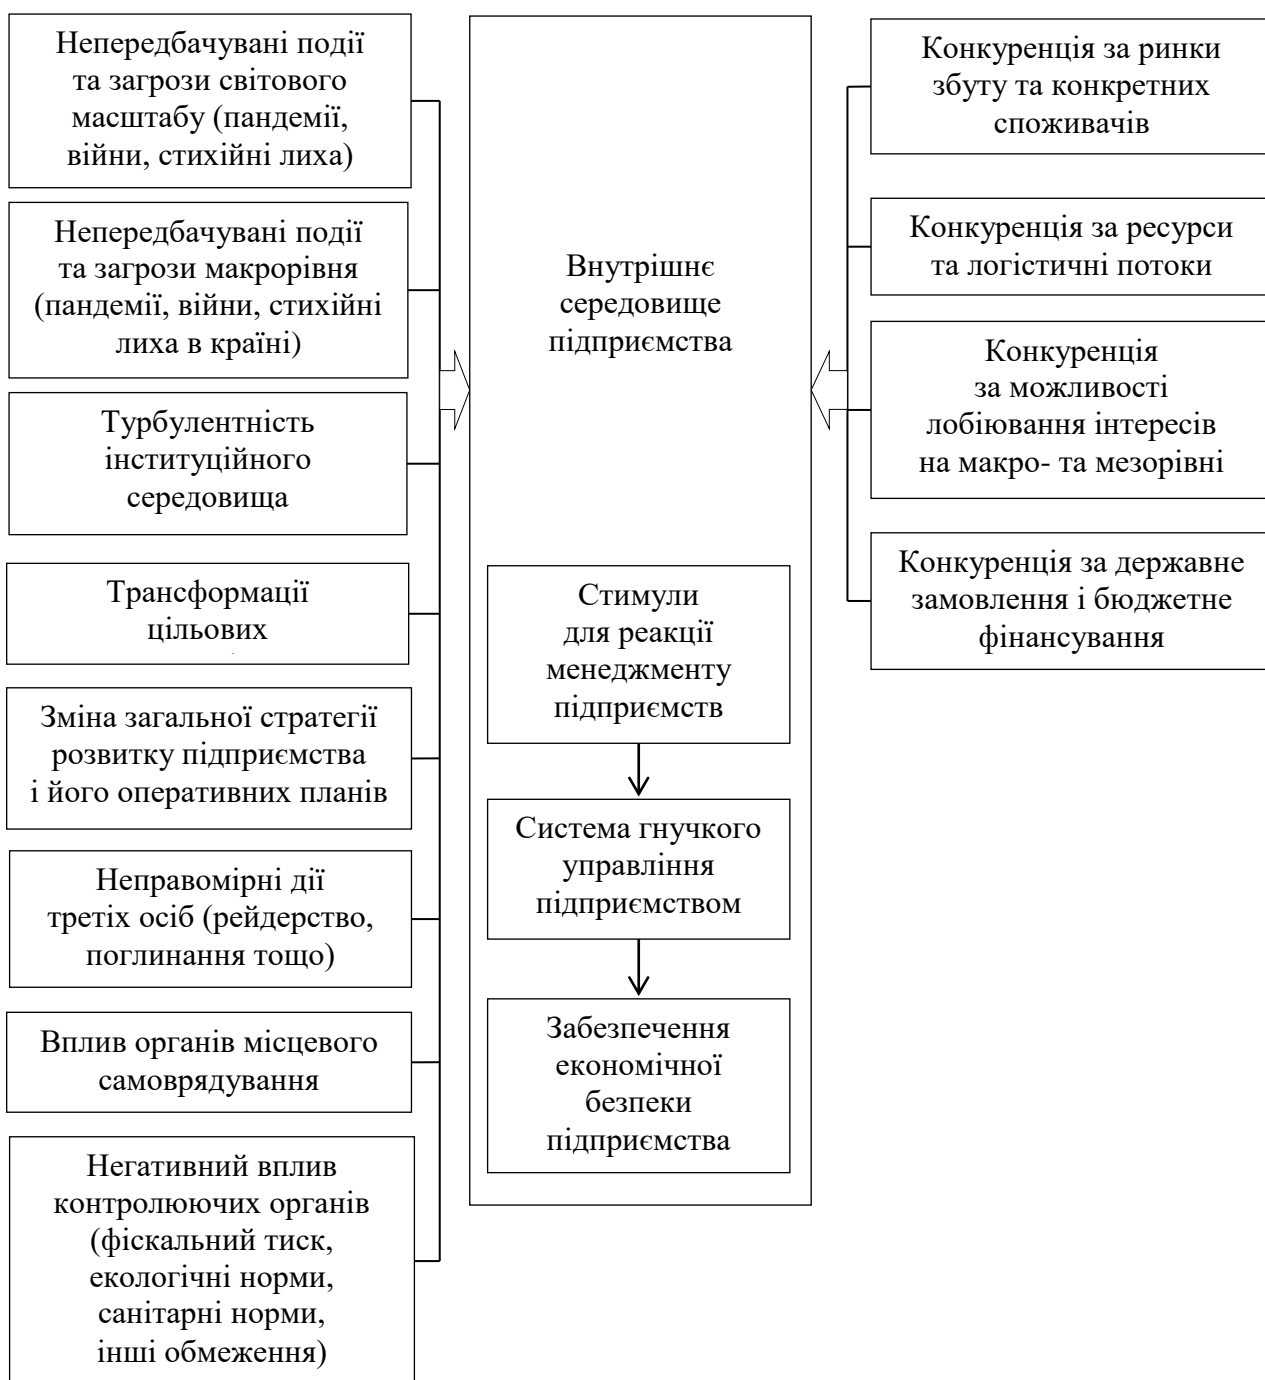 Непередбачувані події
та загрози світового
масштабу (пандемії,
війни, стихійні лиха)
Непередбачувані події
та загрози макрорівня
(пандемії, війни, стихійні
лиха в країні)
Турбулентність
інституційного
середовища
Трансформації
цільових
Зміна загальної стратегії
розвитку підприємства
і його оперативних планів
Неправомірні дії
третіх осіб (рейдерство,
поглинання тощо)
Вплив органів місцевого
самоврядування
Негативний вплив
контролюючих органів
(фіскальний тиск,
екологічні норми,
санітарні норми,
інші обмеження)
Внутрішнє
середовище
підприємства
Стимули
для реакції
менеджменту
підприємств
Система гнучкого
управління
підприємством
Забезпечення
економічної
безпеки
підприємства
Конкуренція за ринки
збуту та конкретних
споживачів
Конкуренція за ресурси
та логістичні потоки
Конкуренція
за можливості
лобіювання інтересів
на макро- та мезорівні
Конкуренція за державне
замовлення і бюджетне
фінансування